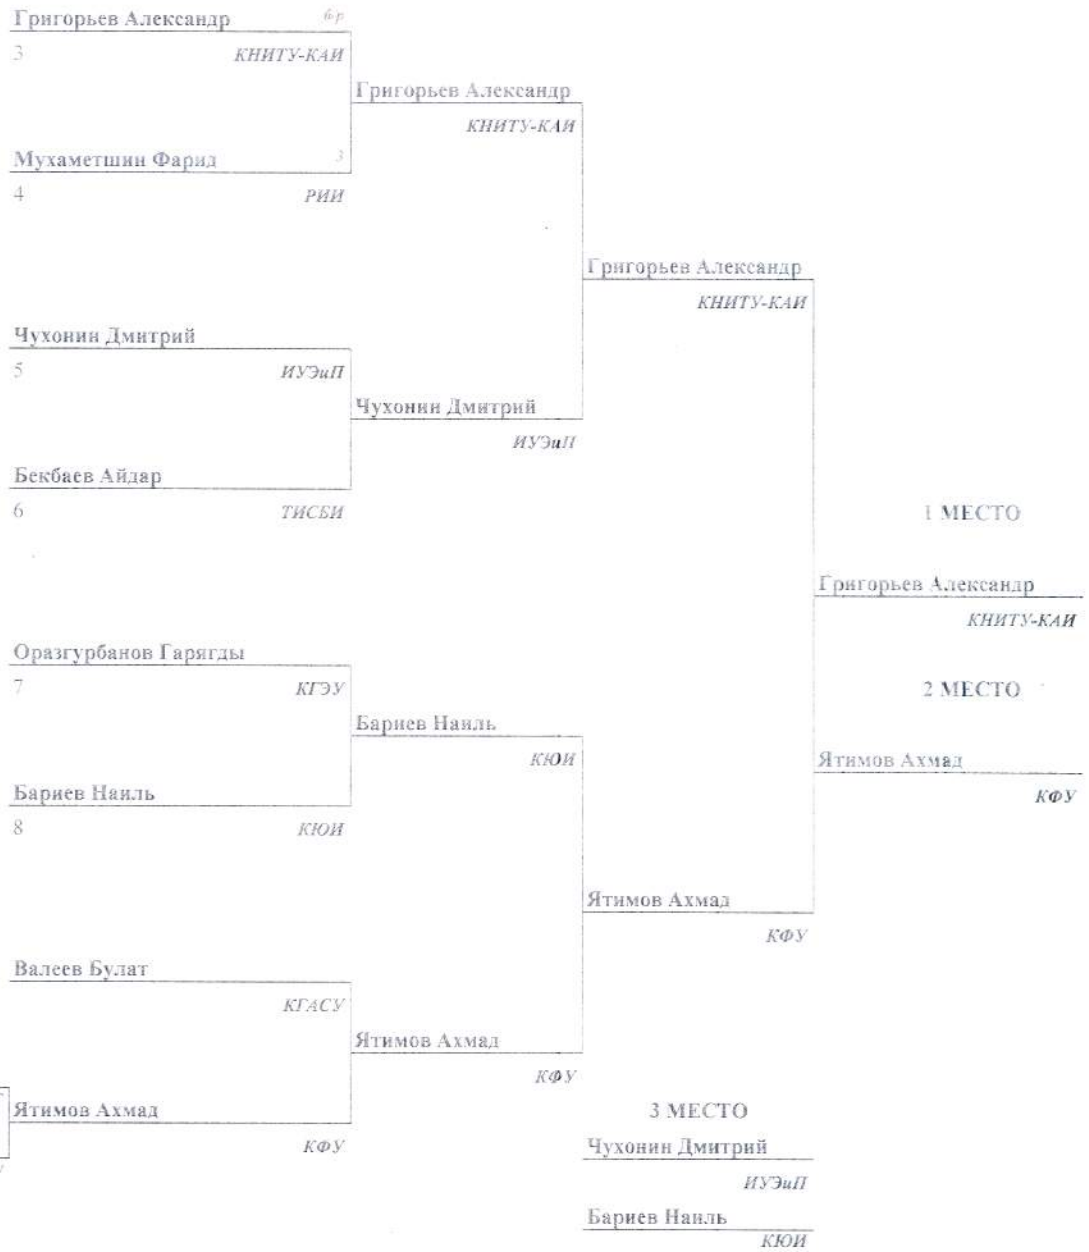 Григорьев Александр б/р
3 КНИТУ-КАИ
Григорьев Александр
КНИТУ-КАИ
Мухаметшин Фарид 3
4 РИИ
Григорьев Александр
КНИТУ-КАИ
Чухонин Дмитрий
5 ИУЭиП
Чухонин Дмитрий
ИУЭиП
Бекбаев Айдар
6 ТИСБИ
1 МЕСТО
Григорьев Александр
КНИТУ-КАИ
Оразгурбанов Гарягды
7 КГЭУ
2 МЕСТО
Бариев Наиль
КЮИ
Ятимов Ахмад
КФУ
Бариев Наиль
8 КЮИ
Ятимов Ахмад
КФУ
Валеев Булат
КГАСУ
Ятимов Ахмад
КФУ
Ятимов Ахмад
КФУ
3 МЕСТО
Чухонин Дмитрий
ИУЭиП
Бариев Наиль
КЮИ